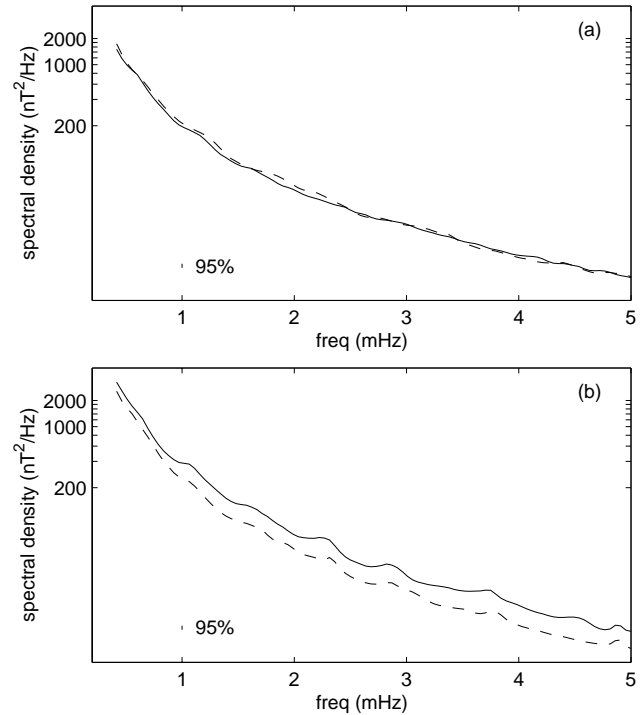 (a)
2000
1000
200
spectral density (nT²/Hz)
95%
1 2 3 4 5
freq (mHz)
(b)
2000
1000
200
spectral density (nT²/Hz)
95%
1 2 3 4 5
freq (mHz)